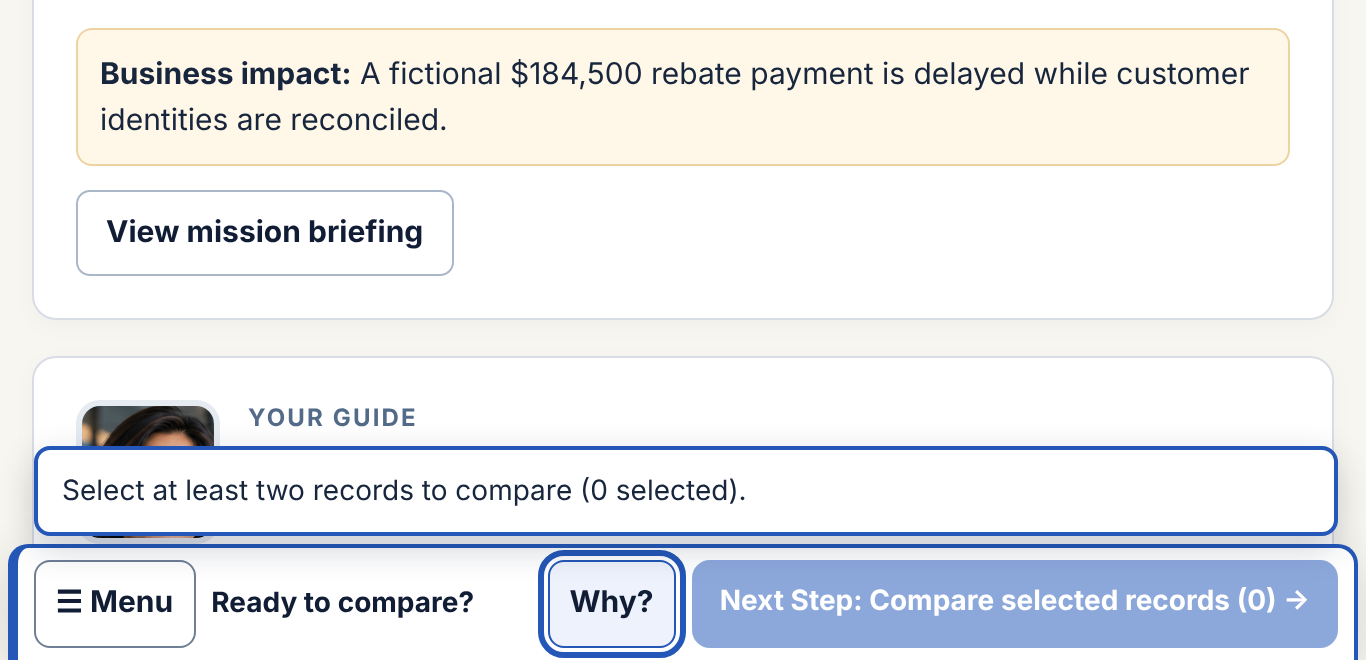 Business impact: A fictional $184,500 rebate payment is delayed while customer
identities are reconciled.
View mission briefing
YOUR GUIDE
Select at least two records to compare (0 selected).
☰ Menu
Ready to compare?
Why?
Next Step: Compare selected records (0) →